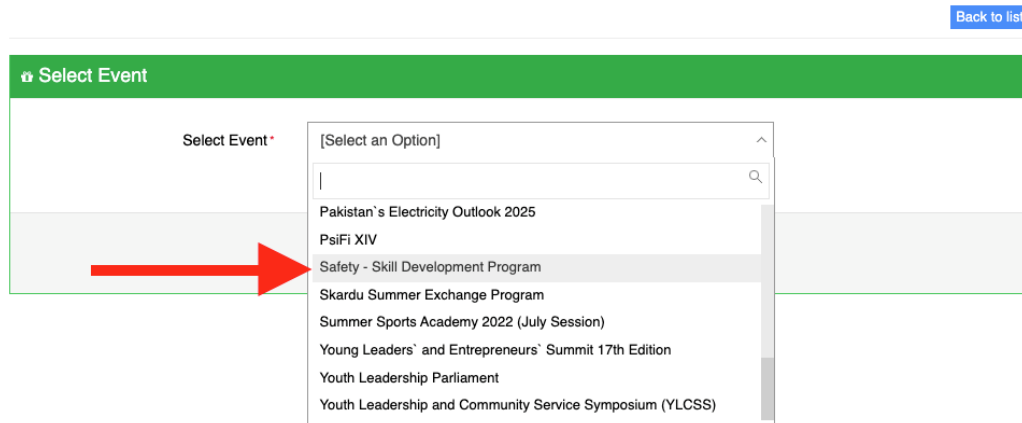 Back to list
Select Event
Select Event*
[Select an Option]
Pakistan`s Electricity Outlook 2025
PsiFi XIV
Safety - Skill Development Program
Skardu Summer Exchange Program
Summer Sports Academy 2022 (July Session)
Young Leaders` and Entrepreneurs` Summit 17th Edition
Youth Leadership Parliament
Youth Leadership and Community Service Symposium (YLCSS)